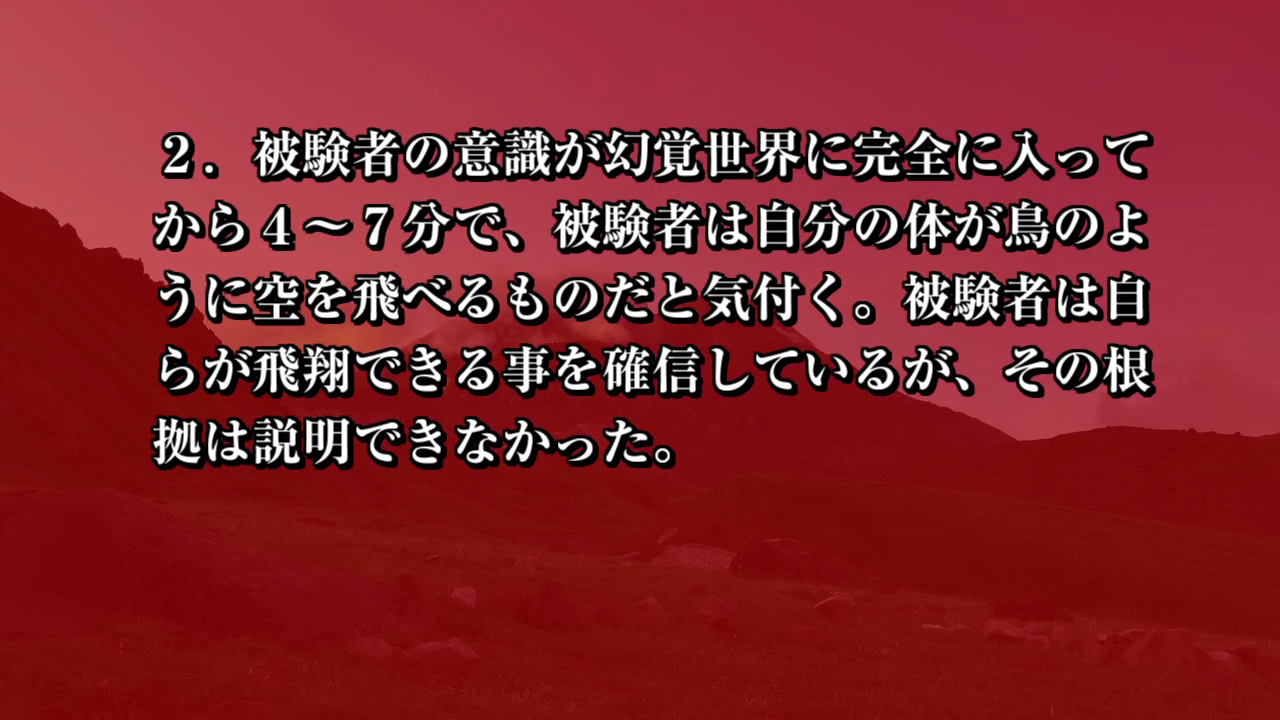 ２．被験者の意識が幻覚世界に完全に入って
から４～７分で、被験者は自分の体が鳥のよ
うに空を飛べるものだと気付く。被験者は自
らが飛翔できる事を確信しているが、その根
拠は説明できなかった。